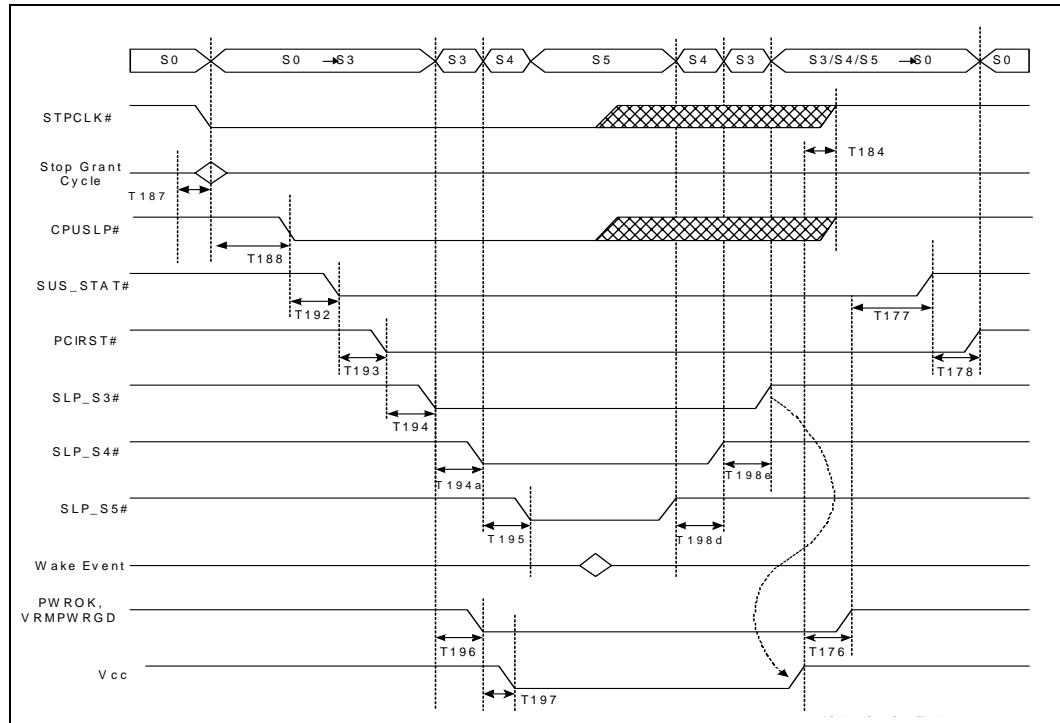 S0 S0 → S3 S3 S4 S5 S4 S3 S3/S4/S5 → S0 S0
STPCLK#
T184
Stop Grant
Cycle
T187
CPUSLP#
T188
SUS_STAT#
T192
T177
PCIRST#
T193
T178
SLP_S3#
T194
SLP_S4#
T194a
T198e
SLP_S5#
T195
T198d
Wake Event
PWROK,
VRMPWRGD
T196
T176
Vcc
T197